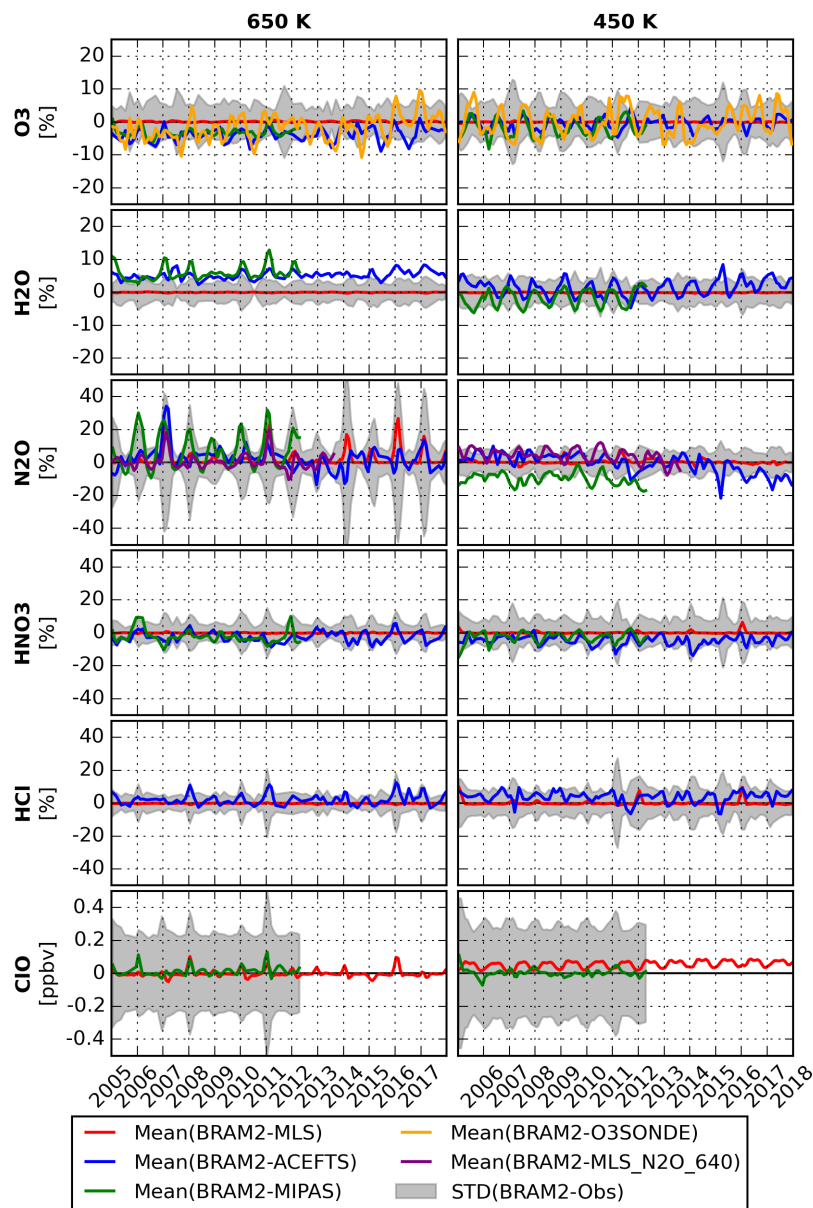 650 K
450 K
O3
[%]
20
10
0
-10
-20
H2O
[%]
20
10
0
-10
-20
N2O
[%]
40
20
0
-20
-40
HNO3
[%]
40
20
0
-20
-40
HCl
[%]
40
20
0
-20
-40
ClO
[ppbv]
0.4
0.2
0
-0.2
-0.4
2005 2006 2007 2008 2009 2010 2011 2012 2013 2014 2015 2016 2017
2006 2007 2008 2009 2010 2011 2012 2013 2014 2015 2016 2017 2018
Mean(BRAM2-MLS)
Mean(BRAM2-ACEFTS)
Mean(BRAM2-MIPAS)
Mean(BRAM2-O3SONDE)
Mean(BRAM2-MLS_N2O_640)
STD(BRAM2-Obs)